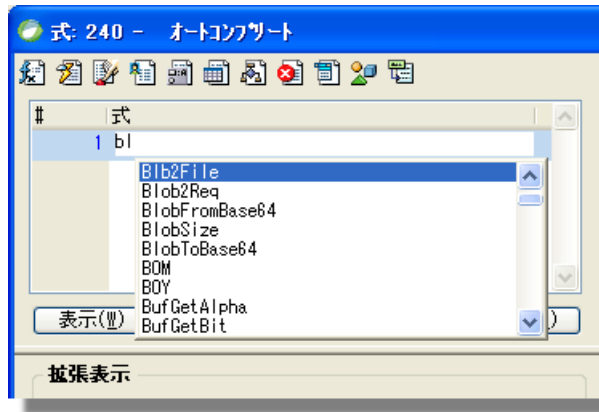 式: 240 - オートコンプリート
# 式
1 bl
Blb2File
Blob2Req
BlobFromBase64
BlobSize
BlobToBase64
BOM
BOY
BufGetAlpha
BufGetBit
表示(W) )
拡張表示